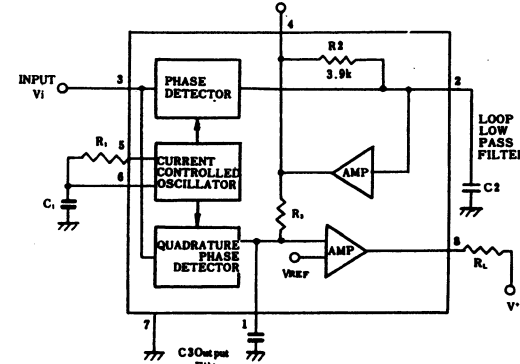 4
R2
3.9k
INPUT
Vi
3
PHASE
DETECTOR
2
LOOP
LOW
PASS
FILTER
R₁
5
6
CURRENT
CONTROLLED
OSCILLATOR
AMP
C2
C₁
R₃
QUADRATURE
PHASE
DETECTOR
AMP
8
VREF
RL
V⁺
7
1
C3Output